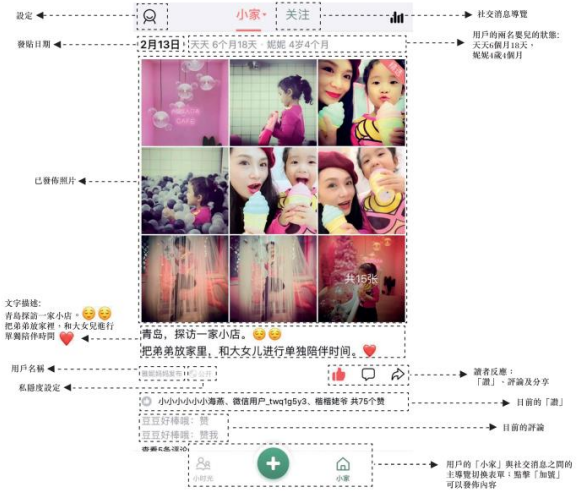 設定
小家
关注
社交消息導覽
發貼日期
2月13日
天天 6个月18天・妮妮 4岁4个月
用戶的兩名嬰兒的狀態:
天天6個月18天,
妮妮4歲4個月
已發佈照片
共15张
文字描述:
青島探訪一家小店。😌😌
把弟弟放家裡,和大女兒進行
單獨陪伴時間 ❤️
青岛,探访一家小店。😌😌
把弟弟放家里,和大女儿进行单独陪伴时间。❤️
用戶名稱
私隱度設定
公开
讀者反應:
「讚」、評論及分享
小小小小小小海燕、微信用户_twq1g5y3、楷楷姥爷 共75个赞
目前的「讚」
豆豆好棒哦:赞
豆豆好棒哦:赞我
目前的評論
查看5条评论
小时光
小家
用戶的「小家」與社交消息之間的
主導覽切換表單;點擊「加號」
可以發佈內容